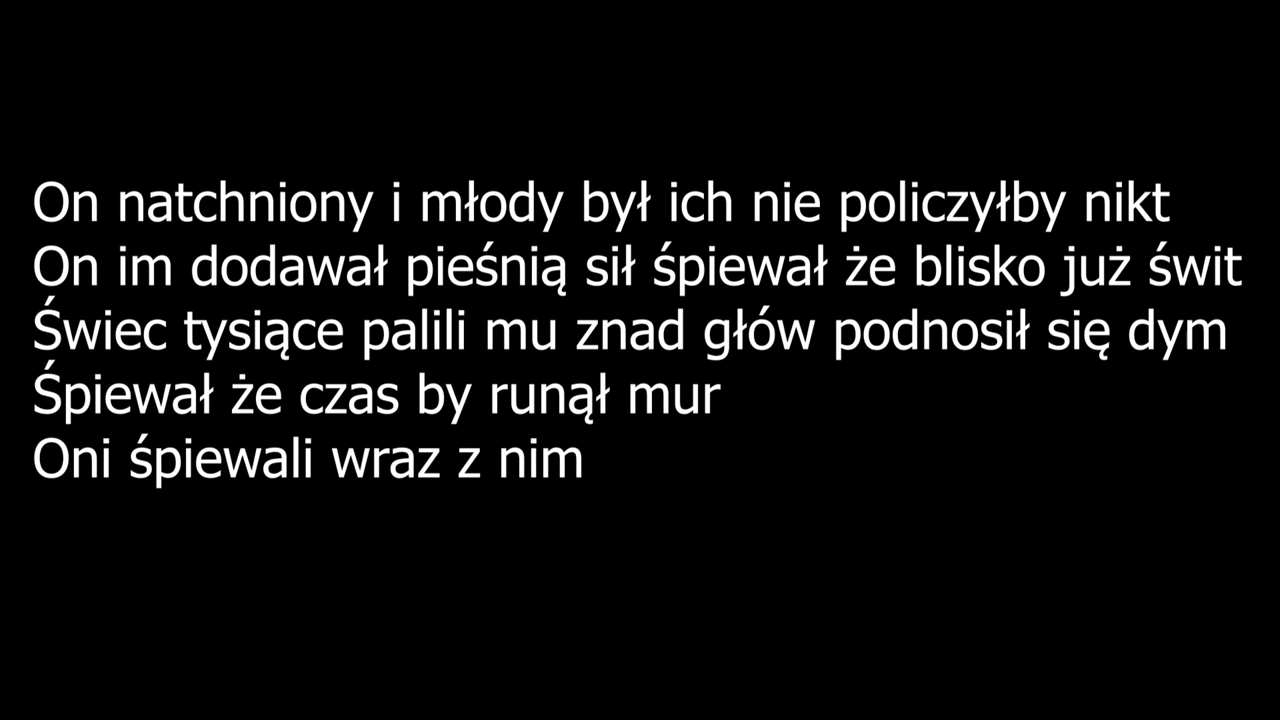 On natchniony i młody był ich nie policzyłby nikt
On im dodawał pieśnią sił śpiewał że blisko już świt
Świec tysiące palili mu znad głów podnosił się dym
Śpiewał że czas by runął mur
Oni śpiewali wraz z nim